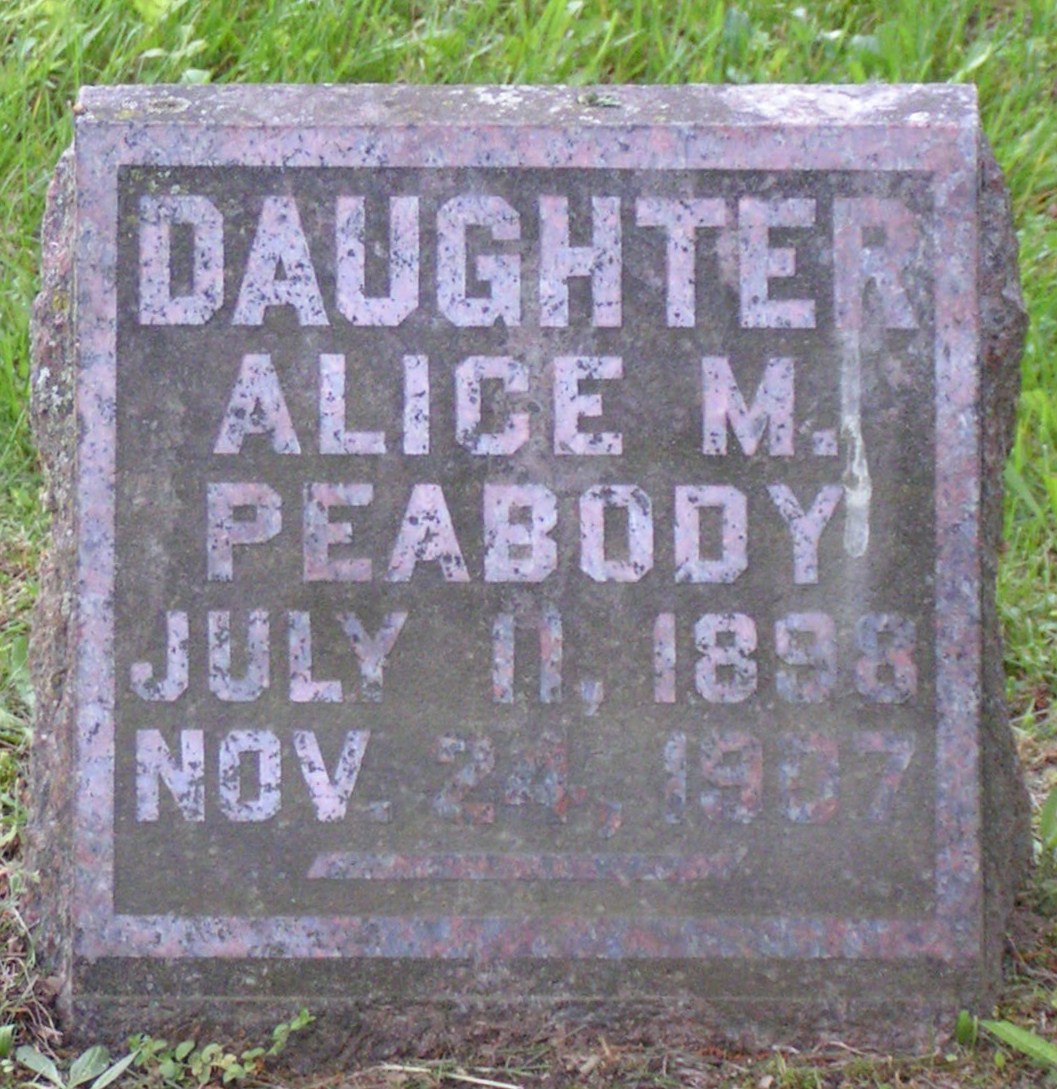 DAUGHTER
ALICE M.
PEABODY
JULY 11, 1898
NOV. 24, 1907